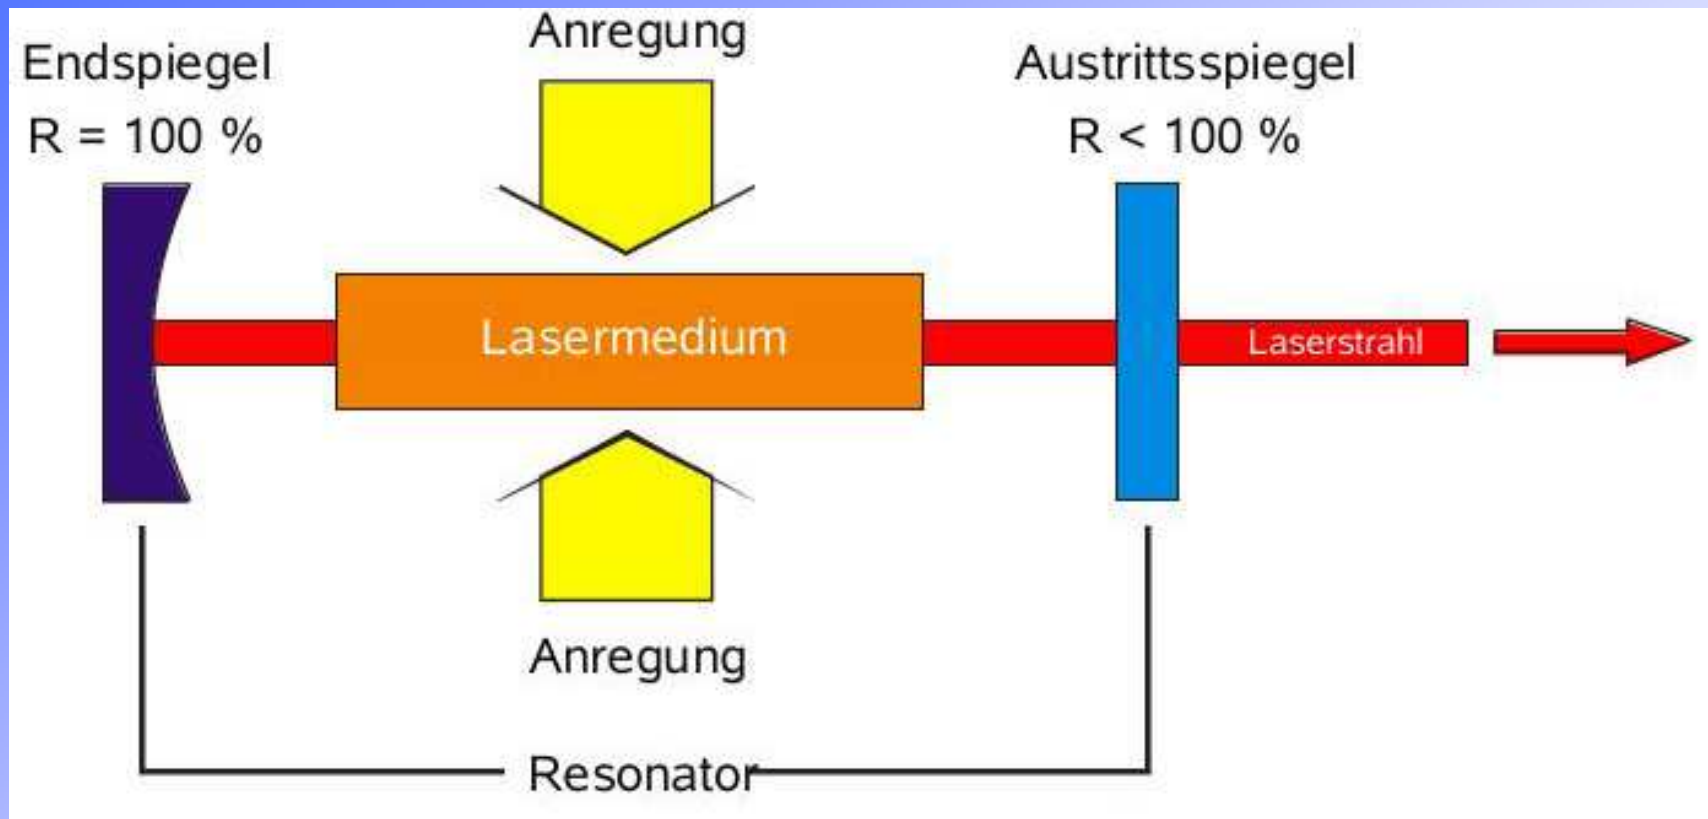 Endspiegel
R = 100 %
Anregung
Austrittsspiegel
R < 100 %
Lasermedium
Laserstrahl
Anregung
Resonator